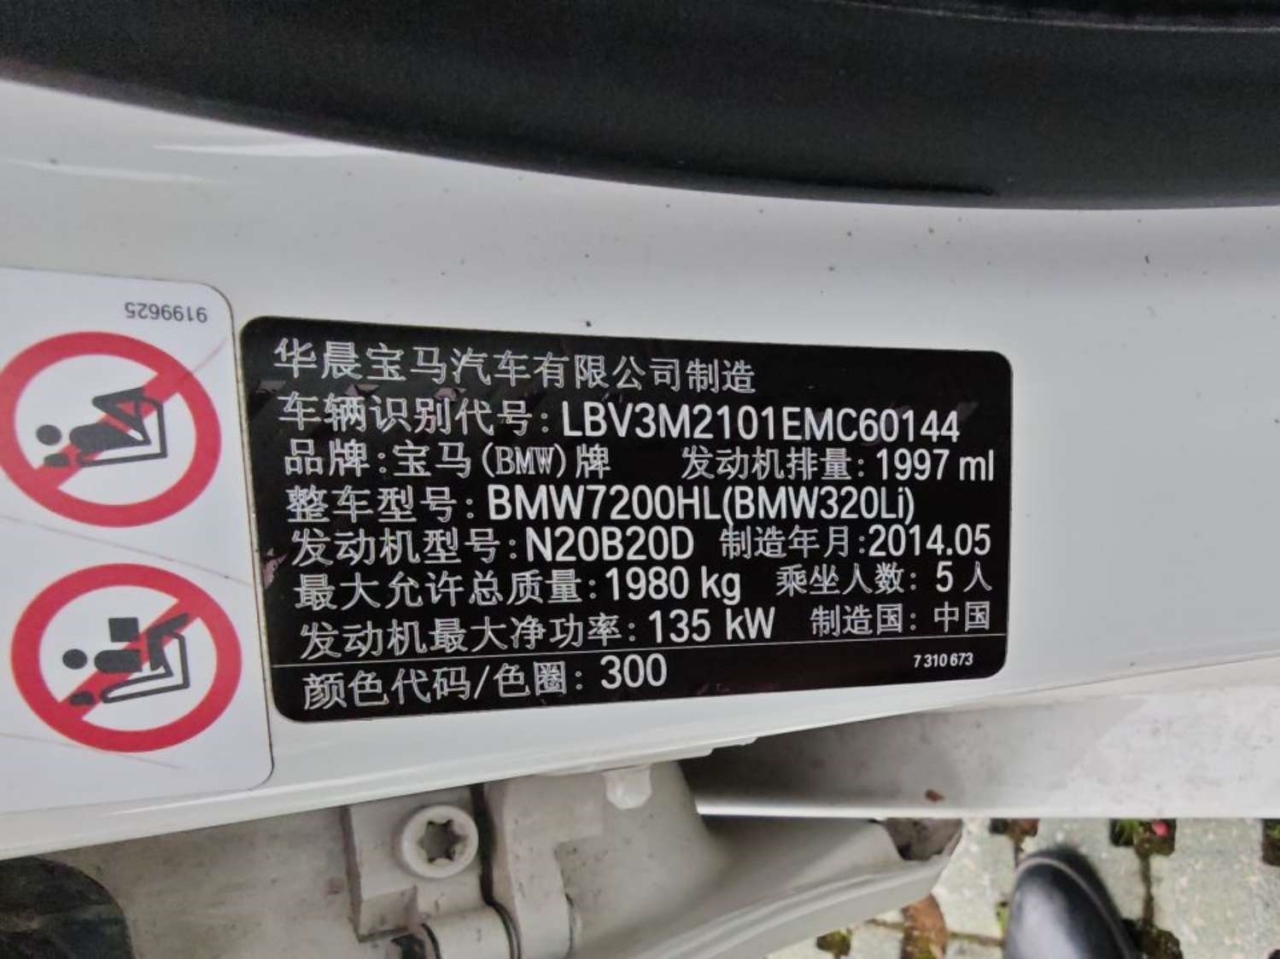 9199625
华晨宝马汽车有限公司制造
车辆识别代号: LBV3M2101EMC60144
品牌:宝马(BMW)牌 发动机排量: 1997 ml
整车型号: BMW7200HL(BMW320Li)
发动机型号: N20B20D 制造年月:2014.05
最大允许总质量: 1980 kg 乘坐人数: 5 人
发动机最大净功率: 135 kW 制造国: 中国
颜色代码/色圈: 300 7 310 673